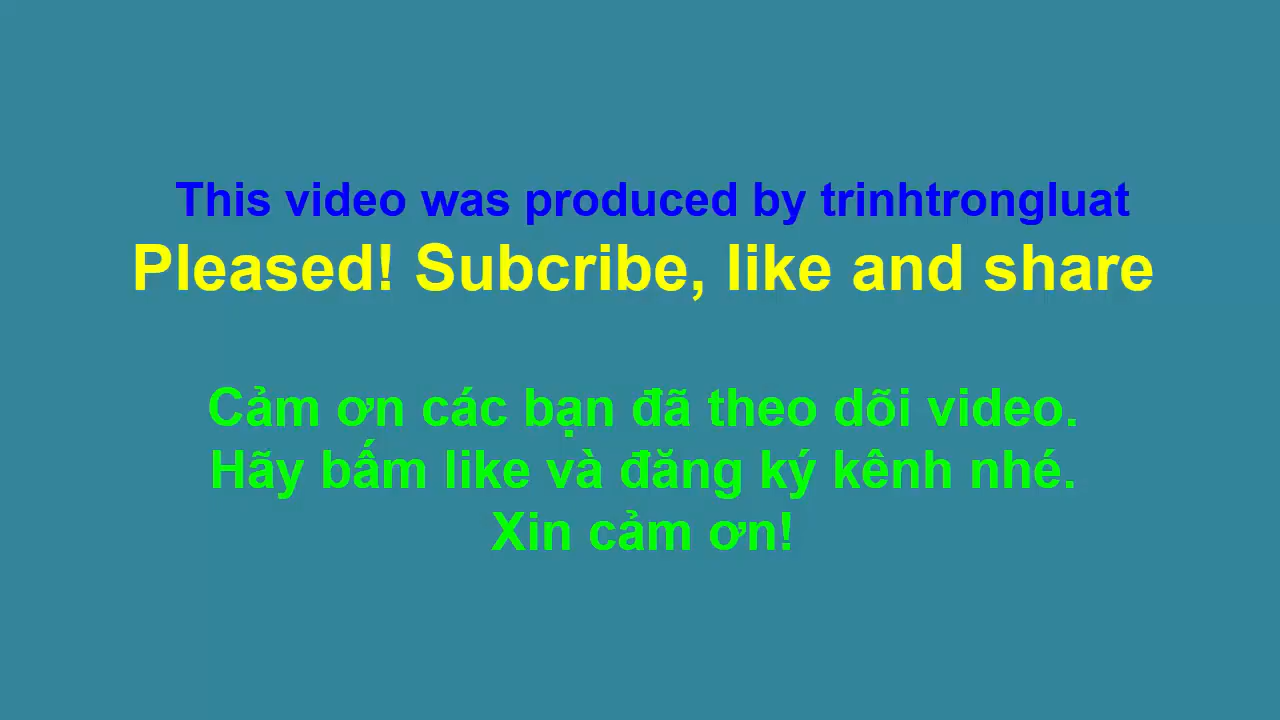 This video was produced by trinhtrongluat
Pleased! Subcribe, like and share
Cảm ơn các bạn đã theo dõi video.
Hãy bấm like và đăng ký kênh nhé.
Xin cảm ơn!